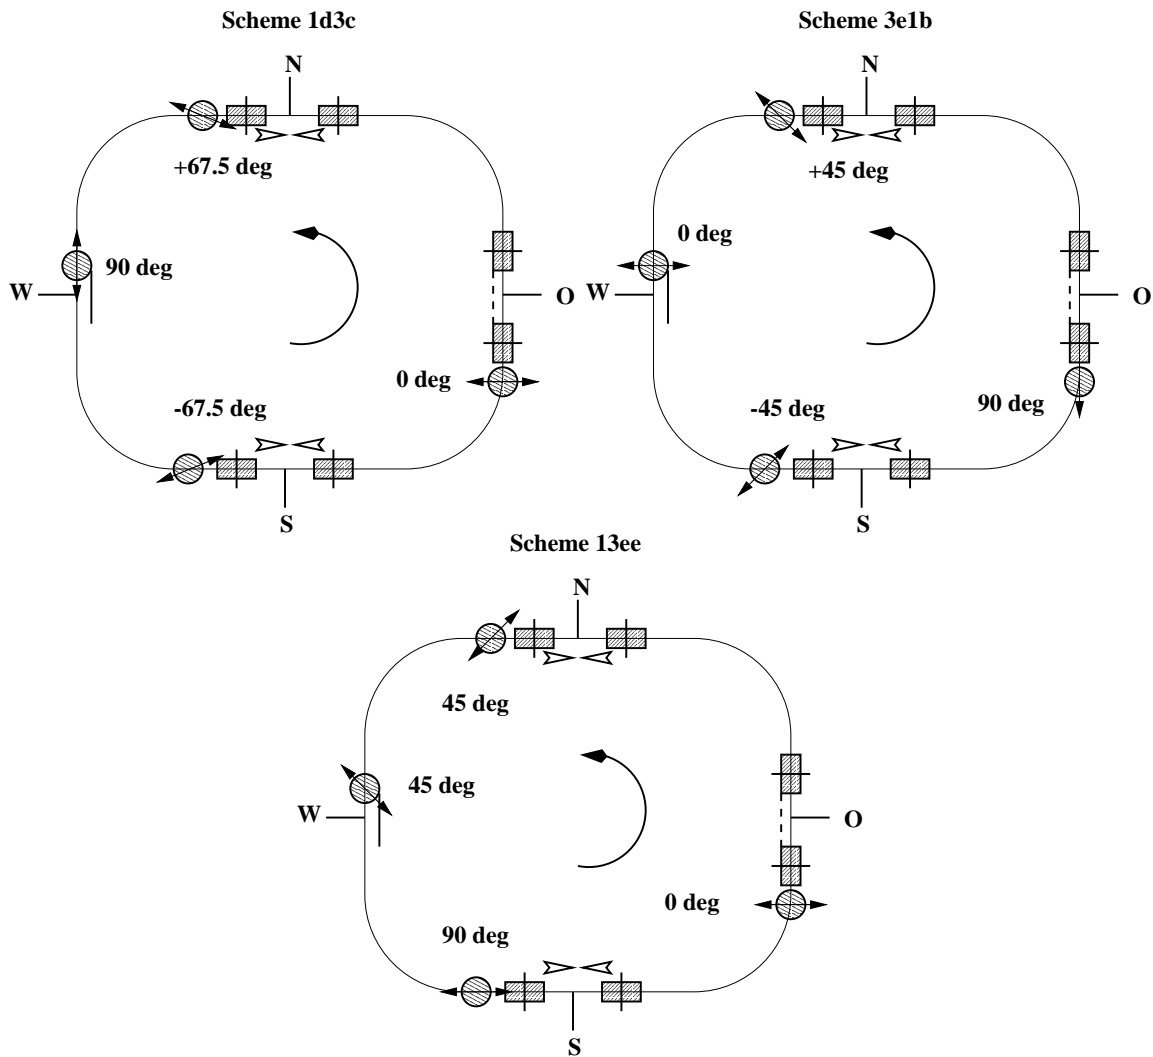 Scheme 1d3c
N
+67.5 deg
90 deg
W
O
0 deg
-67.5 deg
S
Scheme 3e1b
N
+45 deg
0 deg
W
O
90 deg
-45 deg
S
Scheme 13ee
N
45 deg
45 deg
W
O
0 deg
90 deg
S